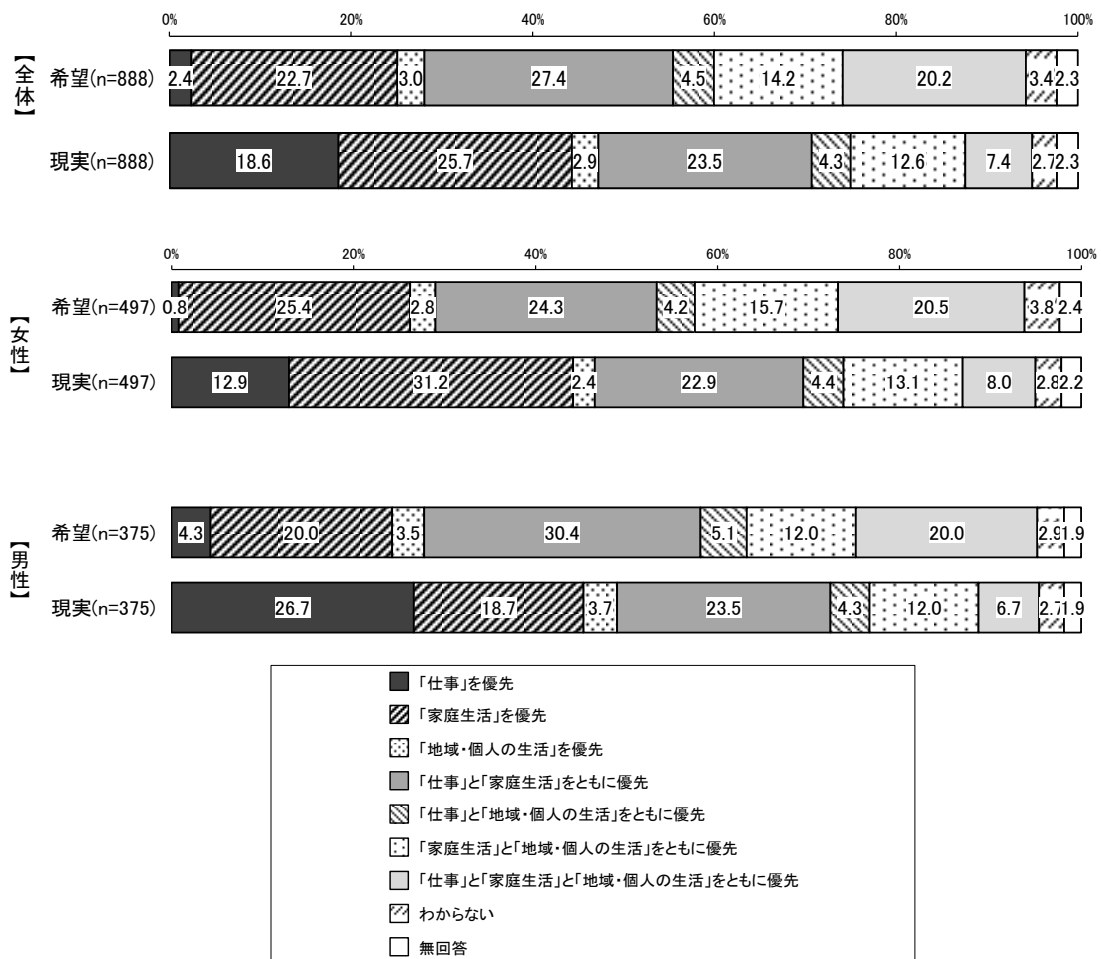 0% 20% 40% 60% 80% 100%
【全体】
希望(n=888) 2.4 22.7 3.0 27.4 4.5 14.2 20.2 3.4 2.3
現実(n=888) 18.6 25.7 2.9 23.5 4.3 12.6 7.4 2.7 2.3
0% 20% 40% 60% 80% 100%
【女性】
希望(n=497) 0.8 25.4 2.8 24.3 4.2 15.7 20.5 3.8 2.4
現実(n=497) 12.9 31.2 2.4 22.9 4.4 13.1 8.0 2.8 2.2
【男性】
希望(n=375) 4.3 20.0 3.5 30.4 5.1 12.0 20.0 2.9 1.9
現実(n=375) 26.7 18.7 3.7 23.5 4.3 12.0 6.7 2.7 1.9
「仕事」を優先
「家庭生活」を優先
「地域・個人の生活」を優先
「仕事」と「家庭生活」をともに優先
「仕事」と「地域・個人の生活」をともに優先
「家庭生活」と「地域・個人の生活」をともに優先
「仕事」と「家庭生活」と「地域・個人の生活」をともに優先
わからない
無回答